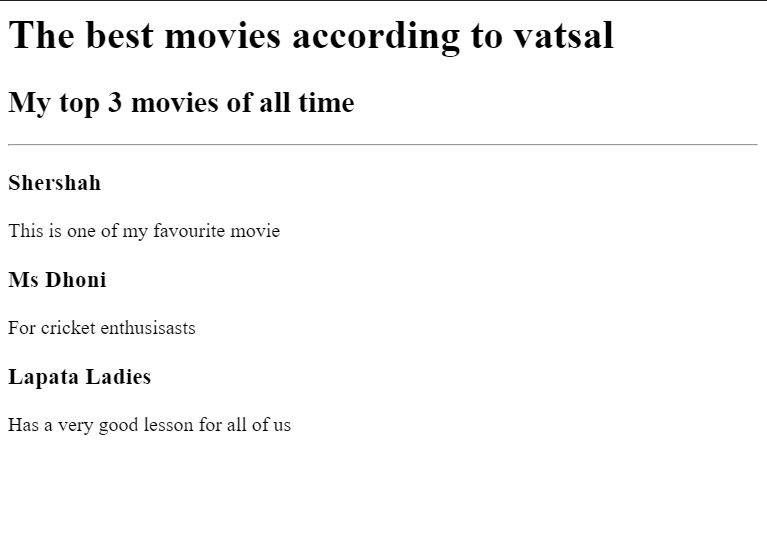 The best movies according to vatsal
My top 3 movies of all time
Shershah
This is one of my favourite movie
Ms Dhoni
For cricket enthusisasts
Lapata Ladies
Has a very good lesson for all of us